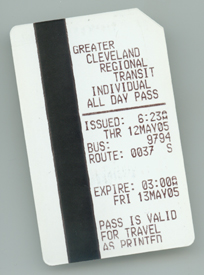 GREATER
CLEVELAND
REGIONAL
TRANSIT
INDIVIDUAL
ALL DAY PASS
ISSUED: 6:23A
THR 12MAY05
BUS: 9794
ROUTE: 0037 S
EXPIRE: 03:00A
FRI 13MAY05
PASS IS VALID
FOR TRAVEL
AS PRINTED